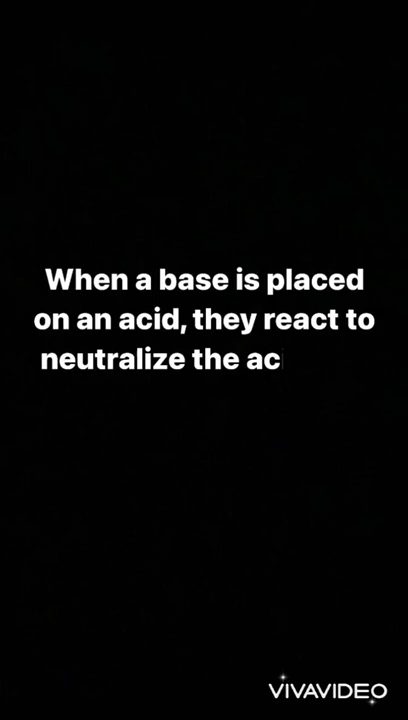 When a base is placed
on an acid, they react to
neutralize the ac
VIVAVIDEO